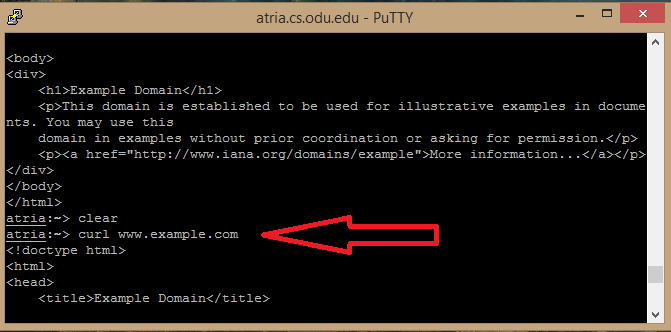 atria.cs.odu.edu - PuTTY
<body>
<div>
    <h1>Example Domain</h1>
    <p>This domain is established to be used for illustrative examples in docume
nts. You may use this
    domain in examples without prior coordination or asking for permission.</p>
    <p><a href="http://www.iana.org/domains/example">More information...</a></p>
</div>
</body>
</html>
atria:~> clear
atria:~> curl www.example.com
<!doctype html>
<html>
<head>
    <title>Example Domain</title>